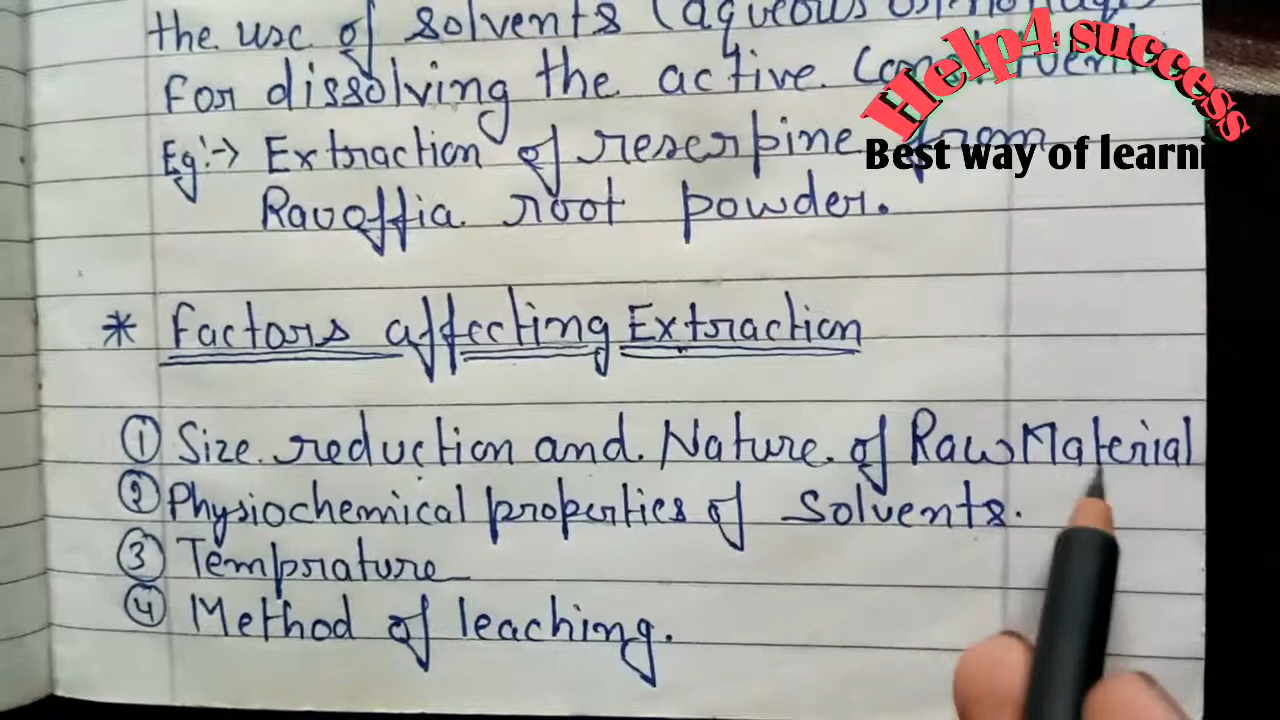 the use of solvents (aqueous
for dissolving the active
Eg:→ Extraction of reserpine from
Rauoffia root powder.
* Factors affecting Extraction
① Size reduction and Nature of Raw Material
② Physiochemical properties of Solvents.
③ Temprature
④ Method of leaching.
Help4 success
Best way of learni